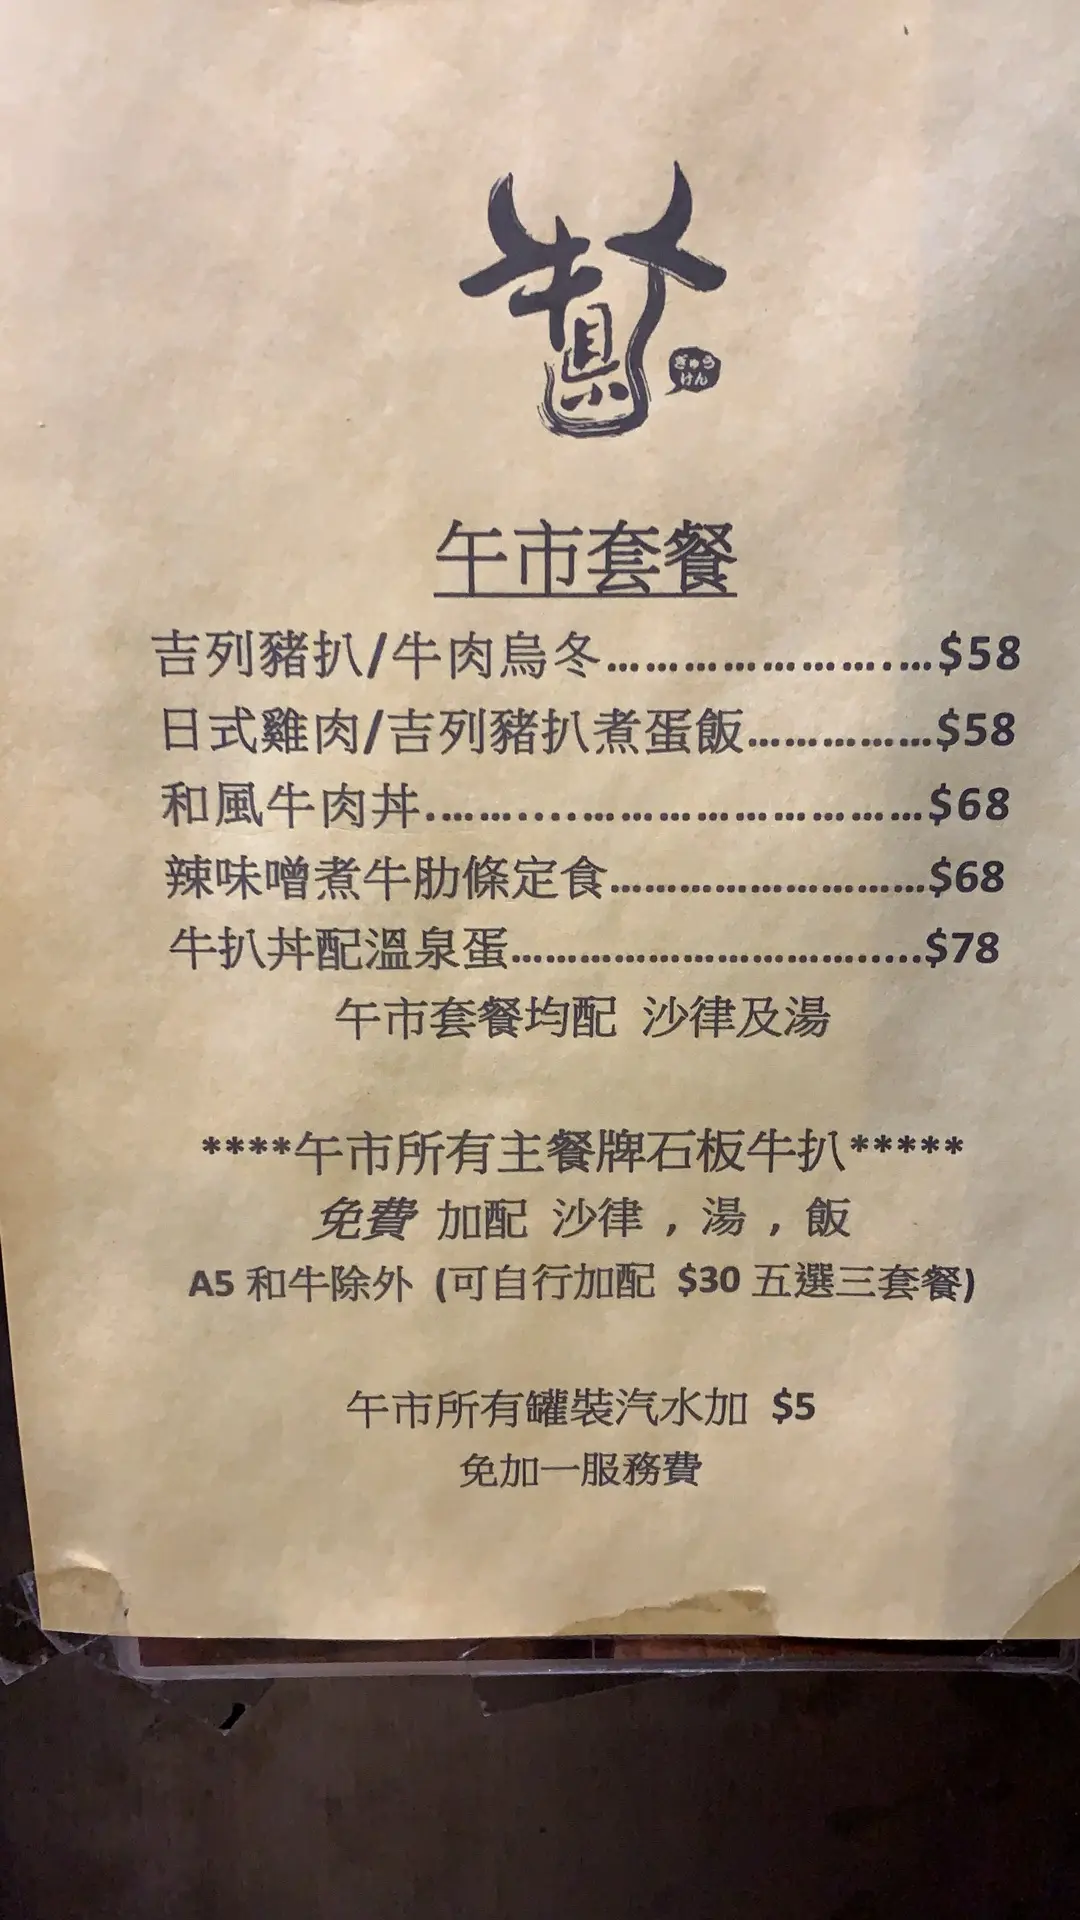 牛縣
ぎゅう
けん
午市套餐
吉列豬扒/牛肉烏冬……………………….…$58
日式雞肉/吉列豬扒煮蛋飯………………$58
和風牛肉丼.……....……………………………$68
辣味噌煮牛肋條定食…………………………$68
牛扒丼配溫泉蛋…………………………….....$78
午市套餐均配 沙律及湯
****午市所有主餐牌石板牛扒*****
免費 加配 沙律，湯，飯
A5 和牛除外 (可自行加配 $30 五選三套餐)
午市所有罐裝汽水加 $5
免加一服務費